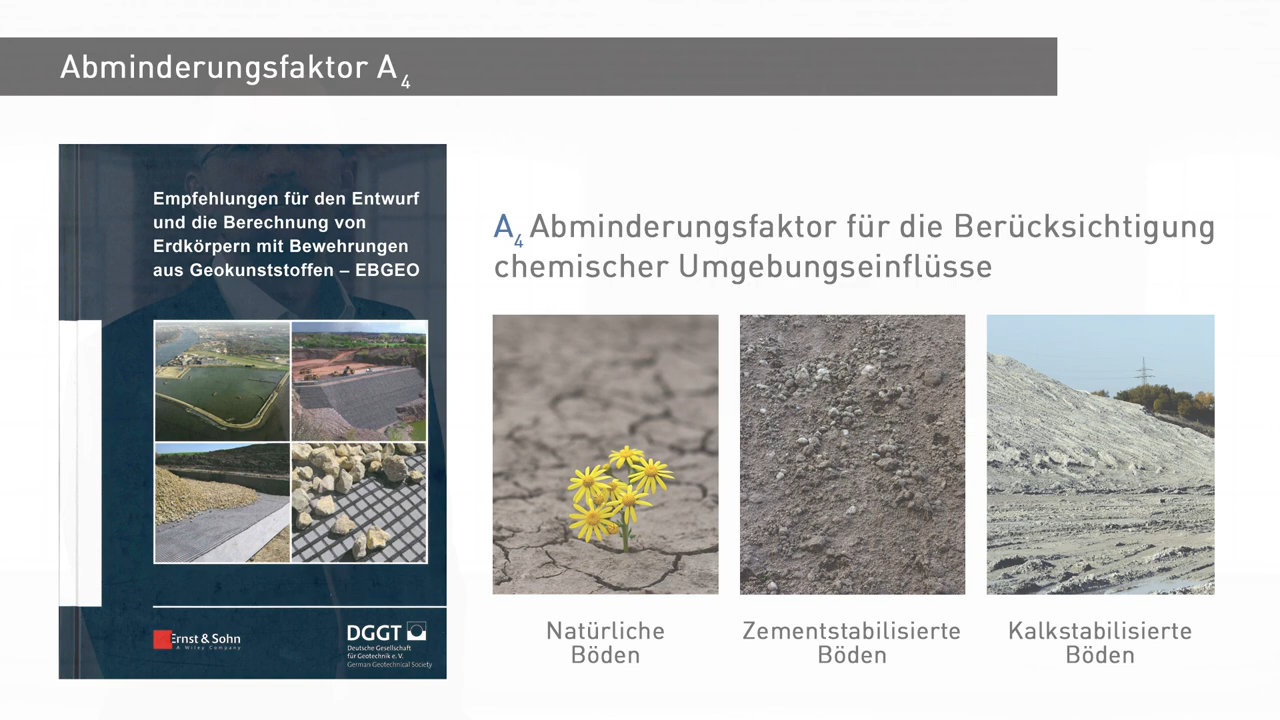 Abminderungsfaktor A₄
Empfehlungen für den Entwurf
und die Berechnung von
Erdkörpern mit Bewehrungen
aus Geokunststoffen – EBGEO
Ernst & Sohn
A Wiley Company
DGGT
Deutsche Gesellschaft
für Geotechnik e. V.
German Geotechnical Society
A₄ Abminderungsfaktor für die Berücksichtigung
chemischer Umgebungseinflüsse
Natürliche
Böden
Zementstabilisierte
Böden
Kalkstabilisierte
Böden